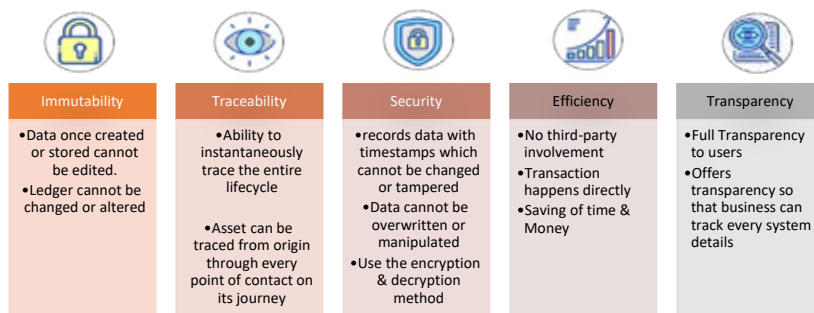 Immutability
•Data once created
or stored cannot
be edited.
•Ledger cannot be
changed or altered
Traceability
•Ability to
instantaneously
trace the entire
lifecycle
•Asset can be
traced from origin
through every
point of contact on
its journey
Security
•records data with
timestamps which
cannot be changed
or tampered
•Data cannot be
overwritten or
manipulated
•Use the encryption
& decryption
method
Efficiency
•No third-party
involvement
•Transaction
happens directly
•Saving of time &
Money
Transparency
•Full Transparency
to users
•Offers
transparency so
that business can
track every system
details